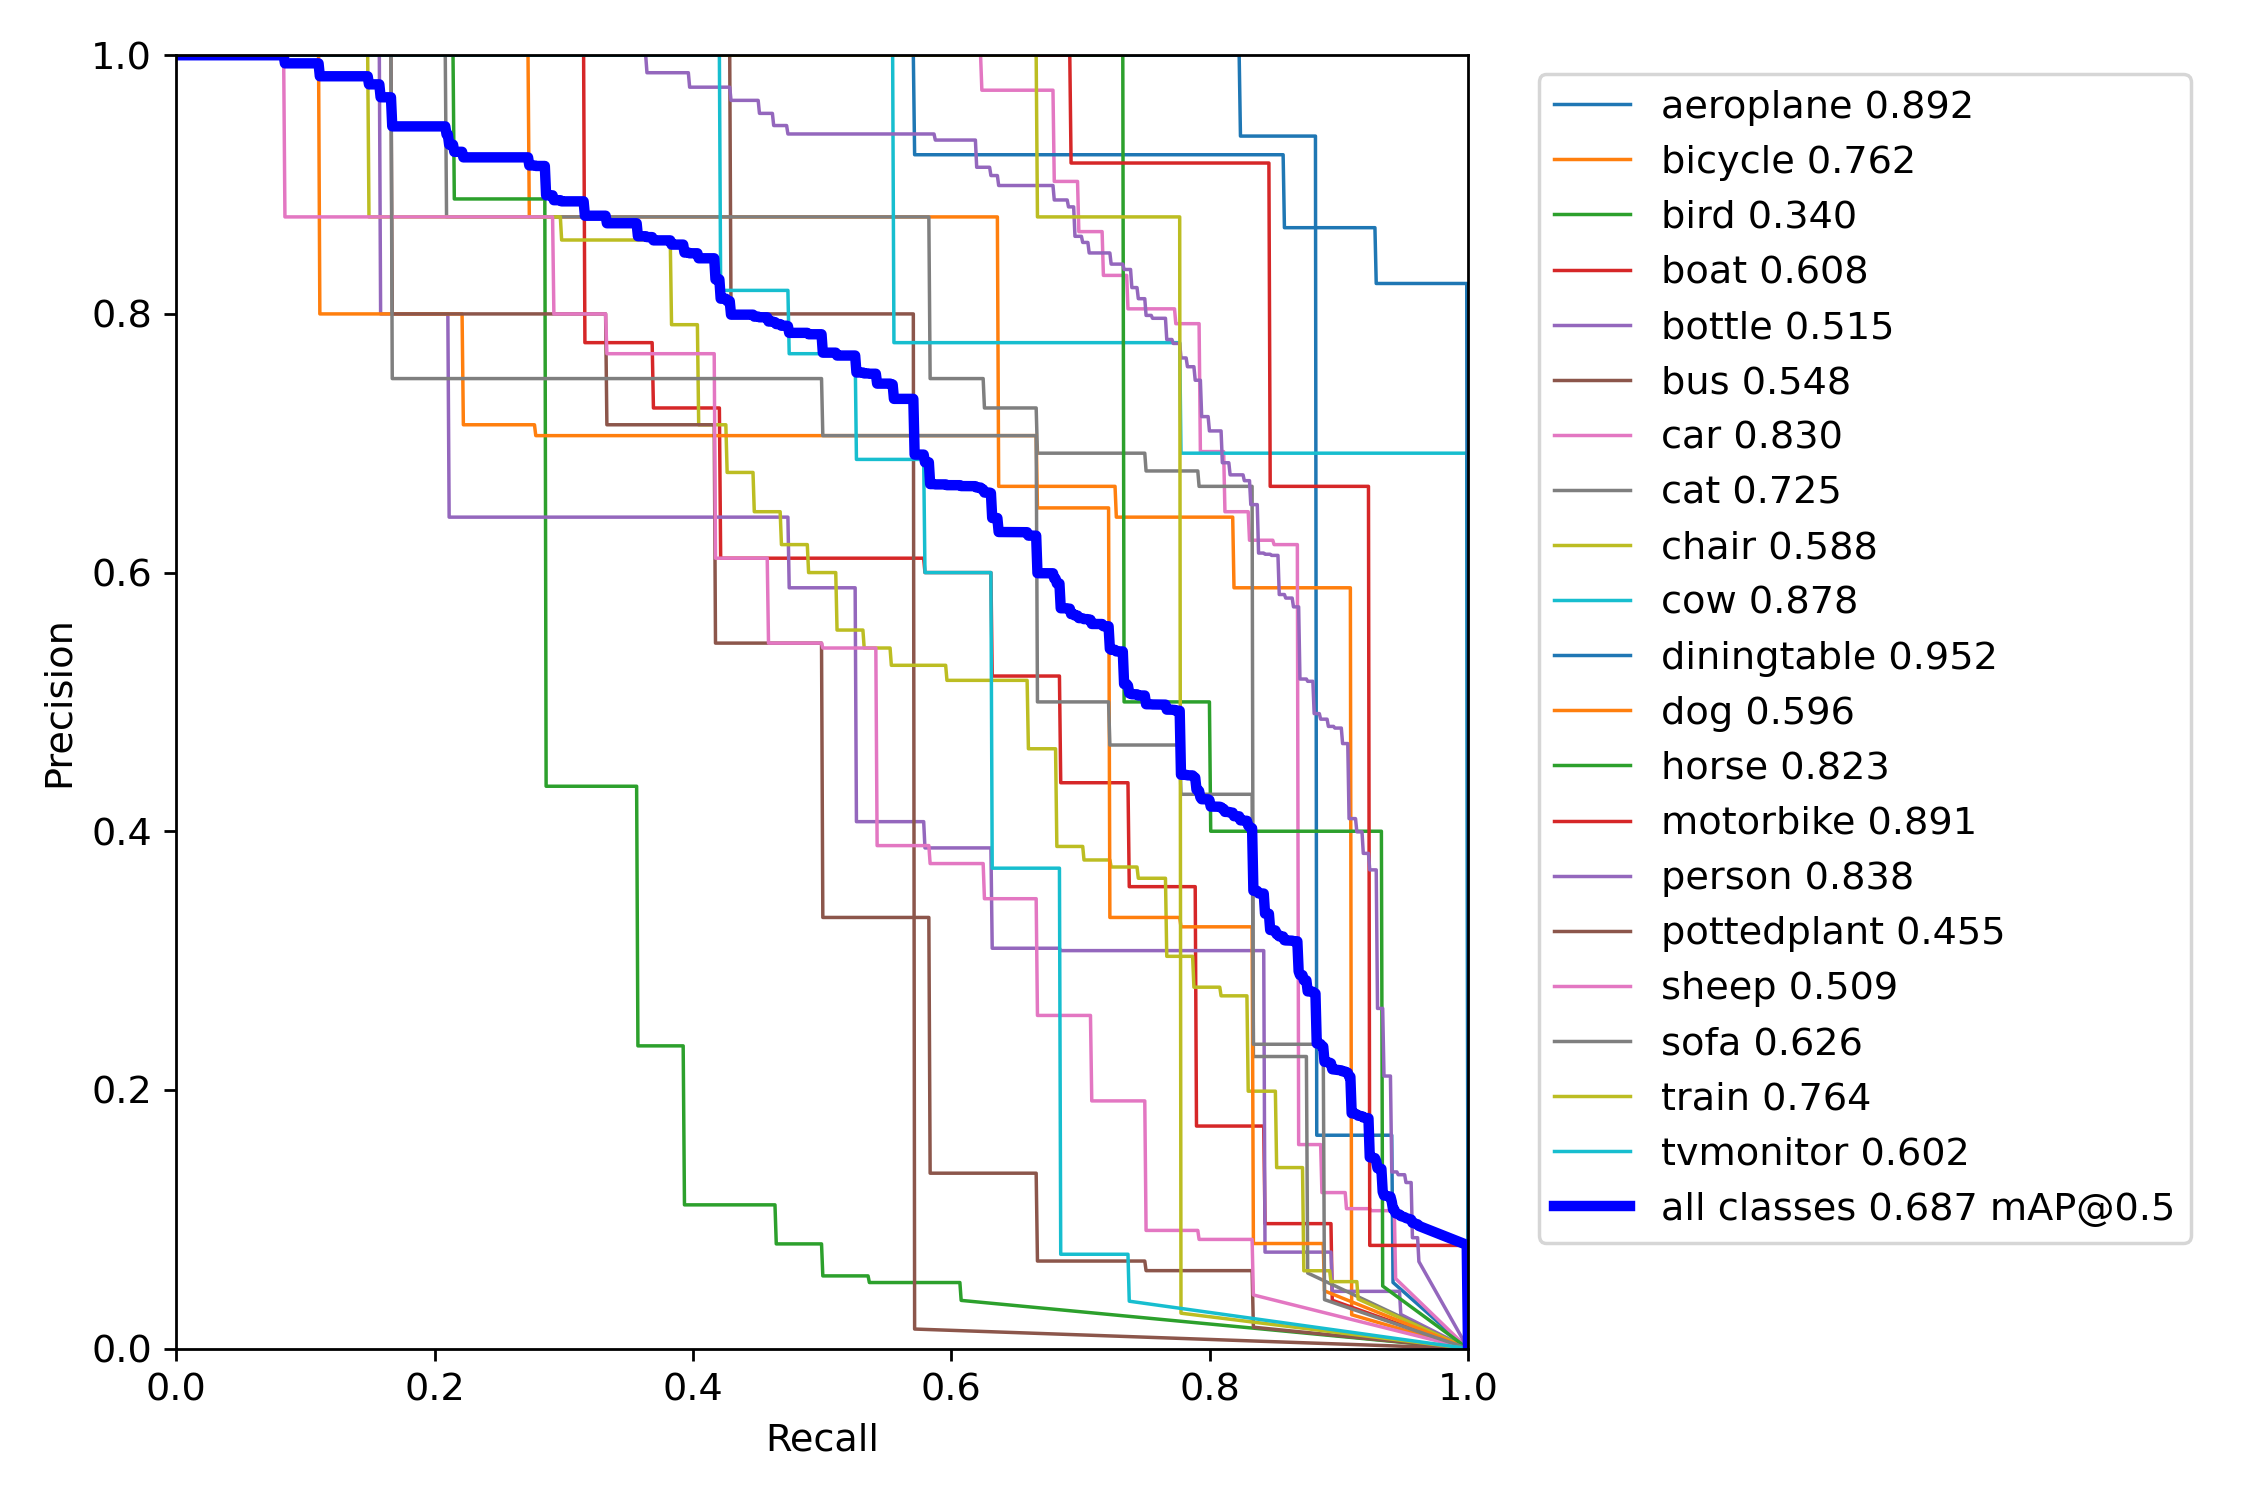 1.0
0.8
0.6
0.4
0.2
0.0
Precision
0.0 0.2 0.4 0.6 0.8 1.0
Recall
aeroplane 0.892
bicycle 0.762
bird 0.340
boat 0.608
bottle 0.515
bus 0.548
car 0.830
cat 0.725
chair 0.588
cow 0.878
diningtable 0.952
dog 0.596
horse 0.823
motorbike 0.891
person 0.838
pottedplant 0.455
sheep 0.509
sofa 0.626
train 0.764
tvmonitor 0.602
all classes 0.687 mAP@0.5